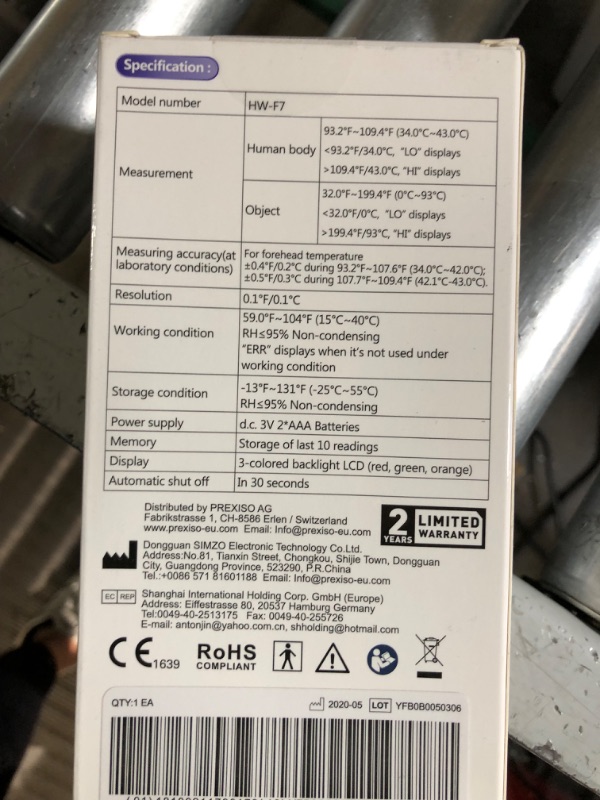 Specification :
Model number HW-F7
Measurement
Human body
93.2°F~109.4°F (34.0°C~43.0°C)
<93.2°F/34.0°C, "LO" displays
>109.4°F/43.0°C, "HI" displays
Object
32.0°F~199.4°F (0°C~93°C)
<32.0°F/0°C, "LO" displays
>199.4°F/93°C, "HI" displays
Measuring accuracy(at
laboratory conditions)
For forehead temperature
±0.4°F/0.2°C during 93.2°F~107.6°F (34.0°C~42.0°C);
±0.5°F/0.3°C during 107.7°F~109.4°F (42.1°C-43.0°C).
Resolution 0.1°F/0.1°C
Working condition
59.0°F~104°F (15°C~40°C)
RH≤95% Non-condensing
"ERR" displays when it's not used under
working condition
Storage condition
-13°F~131°F (-25°C~55°C)
RH≤95% Non-condensing
Power supply d.c. 3V 2*AAA Batteries
Memory Storage of last 10 readings
Display 3-colored backlight LCD (red, green, orange)
Automatic shut off In 30 seconds
Distributed by PREXISO AG
Fabrikstrasse 1, CH-8586 Erlen / Switzerland
www.prexiso-eu.com Email: Info@prexiso-eu.com
2 YEARS LIMITED WARRANTY
Dongguan SIMZO Electronic Technology Co.Ltd.
Address:No.81, Tianxin Street, Chongkou, Shijie Town, Dongguan
City, Guangdong Province, 523290, P.R.China
Tel.:+0086 571 81601188 Email: Info@prexiso-eu.com
EC REP Shanghai International Holding Corp. GmbH (Europe)
Address: Eiffestrasse 80, 20537 Hamburg Germany
Tel:0049-40-2513175 Fax: 0049-40-255726
E-mail: antonjin@yahoo.com.cn, shholding@hotmail.com
CE 1639 RoHS
COMPLIANT
QTY:1 EA 2020-05 LOT YFB0B0050306